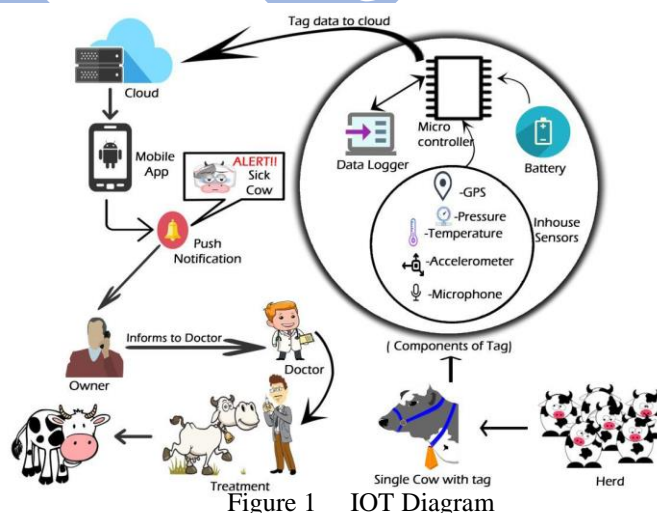 Tag data to cloud
Cloud
Mobile
App
ALERT!!
Sick
Cow
Push
Notification
Data Logger
Micro
controller
Battery
-GPS
-Pressure
-Temperature
-Accelerometer
-Microphone
Inhouse
Sensors
( Components of Tag)
Owner
Informs to Doctor
Doctor
Treatment
Single Cow with tag
Herd
Figure 1 IOT Diagram